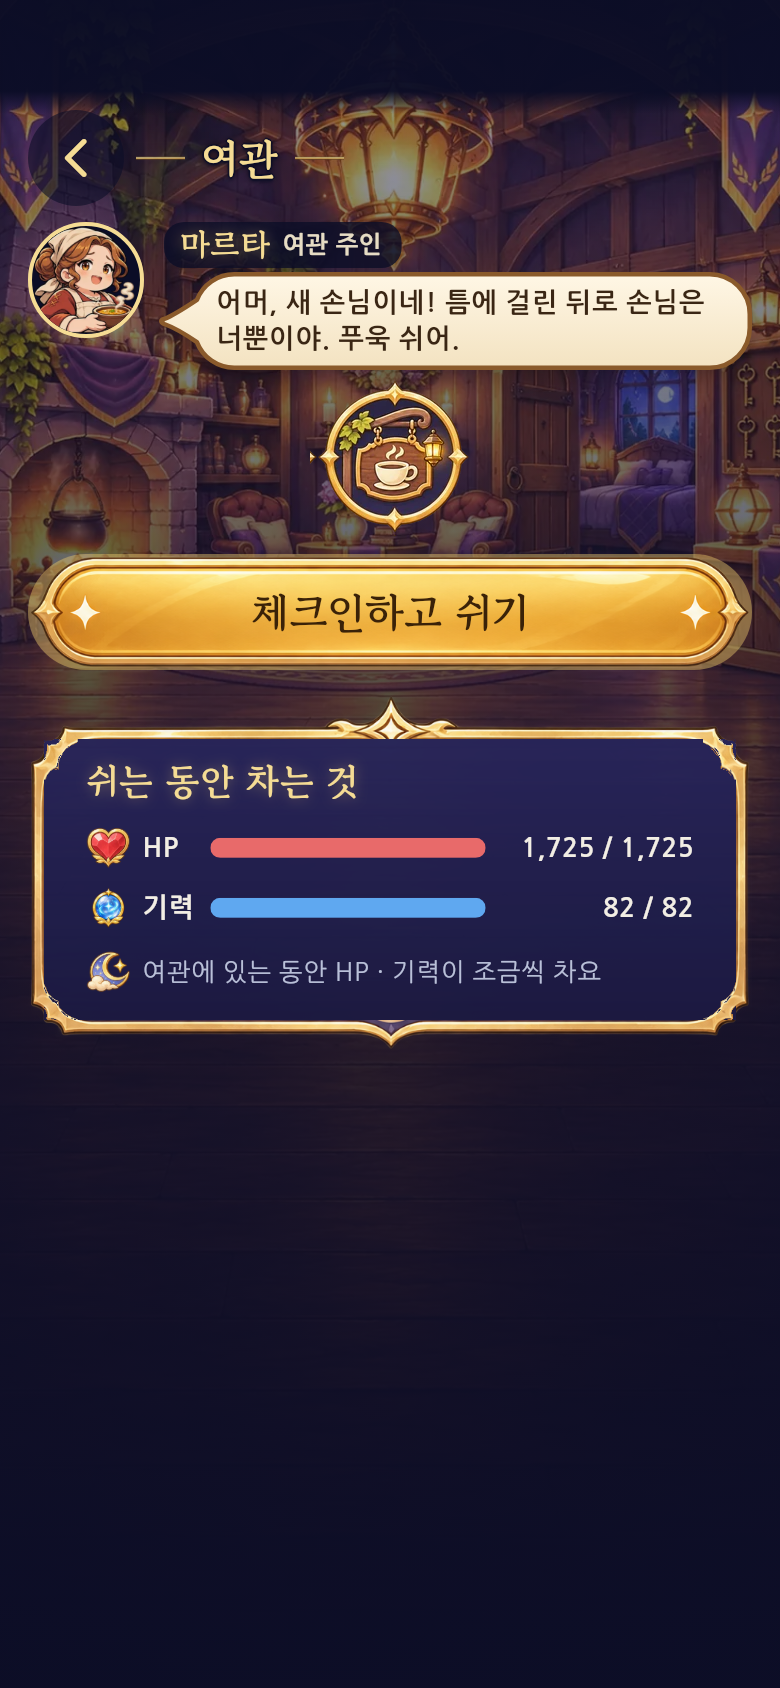 여관
마르타 여관 주인
어머, 새 손님이네! 틈에 걸린 뒤로 손님은
너뿐이야. 푸욱 쉬어.
체크인하고 쉬기
쉬는 동안 차는 것
HP 1,725 / 1,725
기력 82 / 82
여관에 있는 동안 HP · 기력이 조금씩 차요